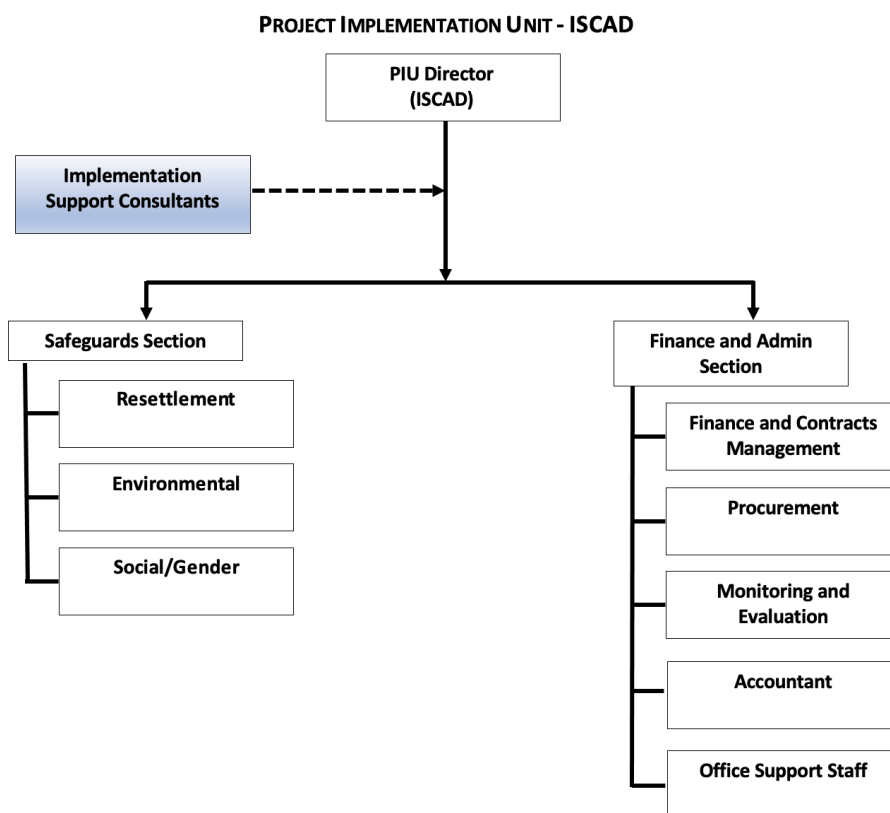 PROJECT IMPLEMENTATION UNIT - ISCAD
PIU Director
(ISCAD)
Implementation
Support Consultants
Safeguards Section
Resettlement
Environmental
Social/Gender
Finance and Admin
Section
Finance and Contracts
Management
Procurement
Monitoring and
Evaluation
Accountant
Office Support Staff